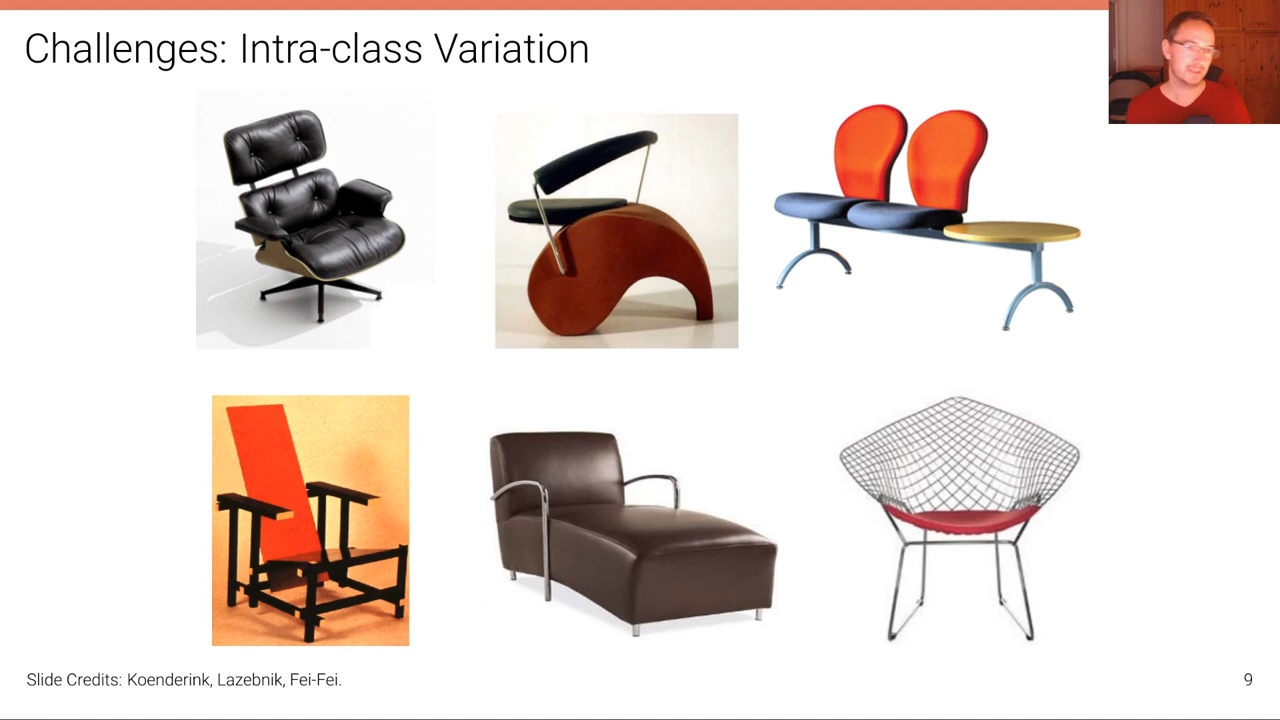 Challenges: Intra-class Variation
Slide Credits: Koenderink, Lazebnik, Fei-Fei.
9